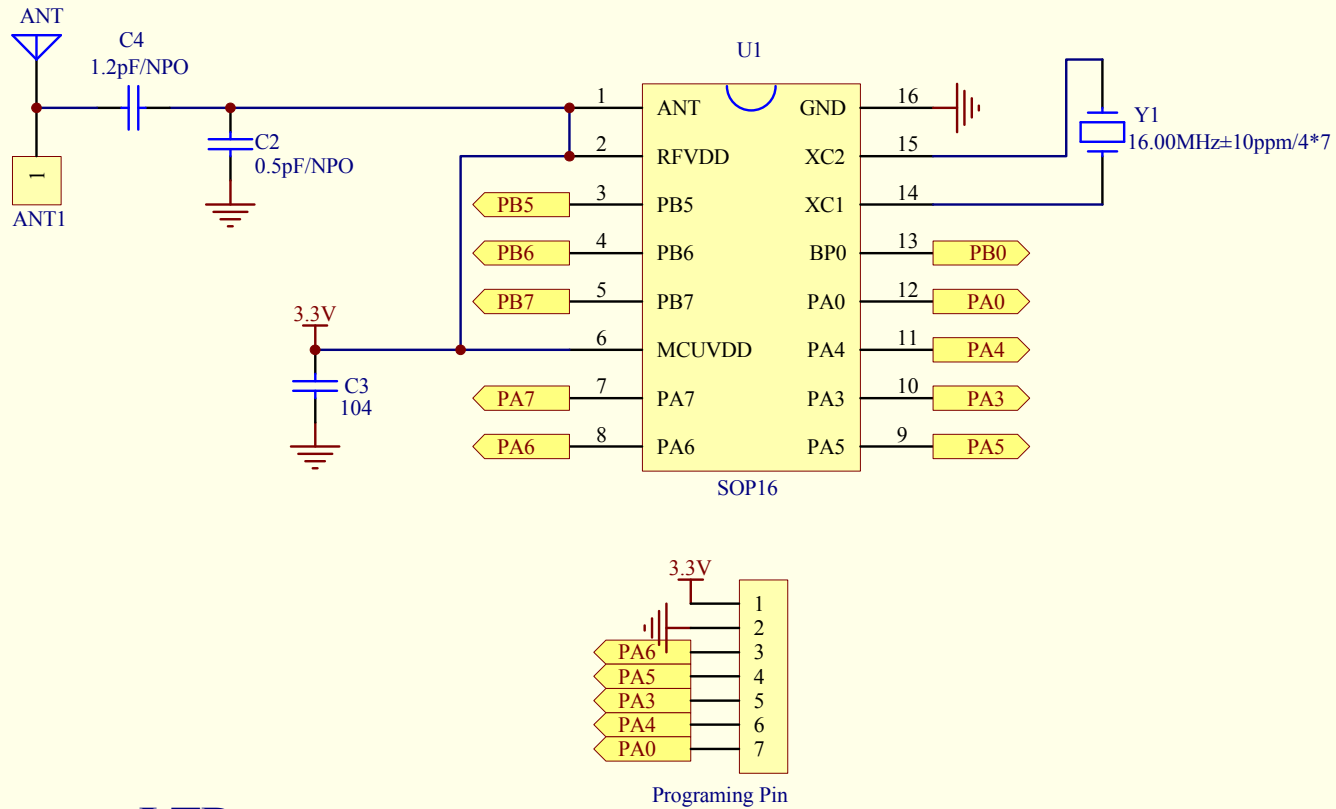 ANT
C4
1.2pF/NPO
C2
0.5pF/NPO
1
ANT1
3.3V
C3
104
U1
1 ANT GND 16
2 RFVDD XC2 15
PB5 3 PB5 XC1 14
PB6 4 PB6 BP0 13 PB0
PB7 5 PB7 PA0 12 PA0
6 MCUVDD PA4 11 PA4
PA7 7 PA7 PA3 10 PA3
PA6 8 PA6 PA5 9 PA5
SOP16
Y1
16.00MHz±10ppm/4*7
3.3V
1
2
PA6 3
PA5 4
PA3 5
PA4 6
PA0 7
Programing Pin